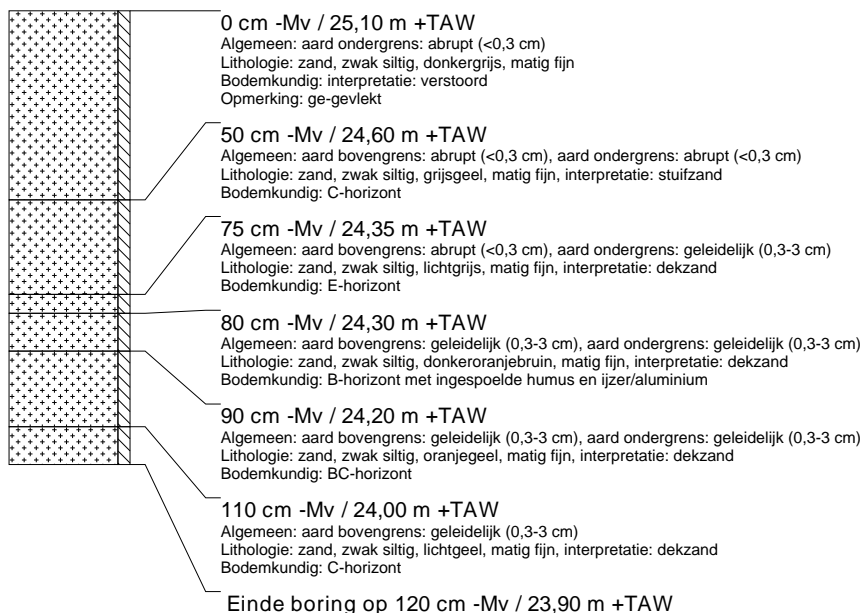 0 cm -Mv / 25,10 m +TAW
Algemeen: aard ondergrens: abrupt (<0,3 cm)
Lithologie: zand, zwak siltig, donkergrijs, matig fijn
Bodemkundig: interpretatie: verstoord
Opmerking: ge-gevlekt
50 cm -Mv / 24,60 m +TAW
Algemeen: aard bovengrens: abrupt (<0,3 cm), aard ondergrens: abrupt (<0,3 cm)
Lithologie: zand, zwak siltig, grijsgeel, matig fijn, interpretatie: stuifzand
Bodemkundig: C-horizont
75 cm -Mv / 24,35 m +TAW
Algemeen: aard bovengrens: abrupt (<0,3 cm), aard ondergrens: geleidelijk (0,3-3 cm)
Lithologie: zand, zwak siltig, lichtgrijs, matig fijn, interpretatie: dekzand
Bodemkundig: E-horizont
80 cm -Mv / 24,30 m +TAW
Algemeen: aard bovengrens: geleidelijk (0,3-3 cm), aard ondergrens: geleidelijk (0,3-3 cm)
Lithologie: zand, zwak siltig, donkeroranjebruin, matig fijn, interpretatie: dekzand
Bodemkundig: B-horizont met ingespoelde humus en ijzer/aluminium
90 cm -Mv / 24,20 m +TAW
Algemeen: aard bovengrens: geleidelijk (0,3-3 cm), aard ondergrens: geleidelijk (0,3-3 cm)
Lithologie: zand, zwak siltig, oranjegeel, matig fijn, interpretatie: dekzand
Bodemkundig: BC-horizont
110 cm -Mv / 24,00 m +TAW
Algemeen: aard bovengrens: geleidelijk (0,3-3 cm)
Lithologie: zand, zwak siltig, lichtgeel, matig fijn, interpretatie: dekzand
Bodemkundig: C-horizont
Einde boring op 120 cm -Mv / 23,90 m +TAW